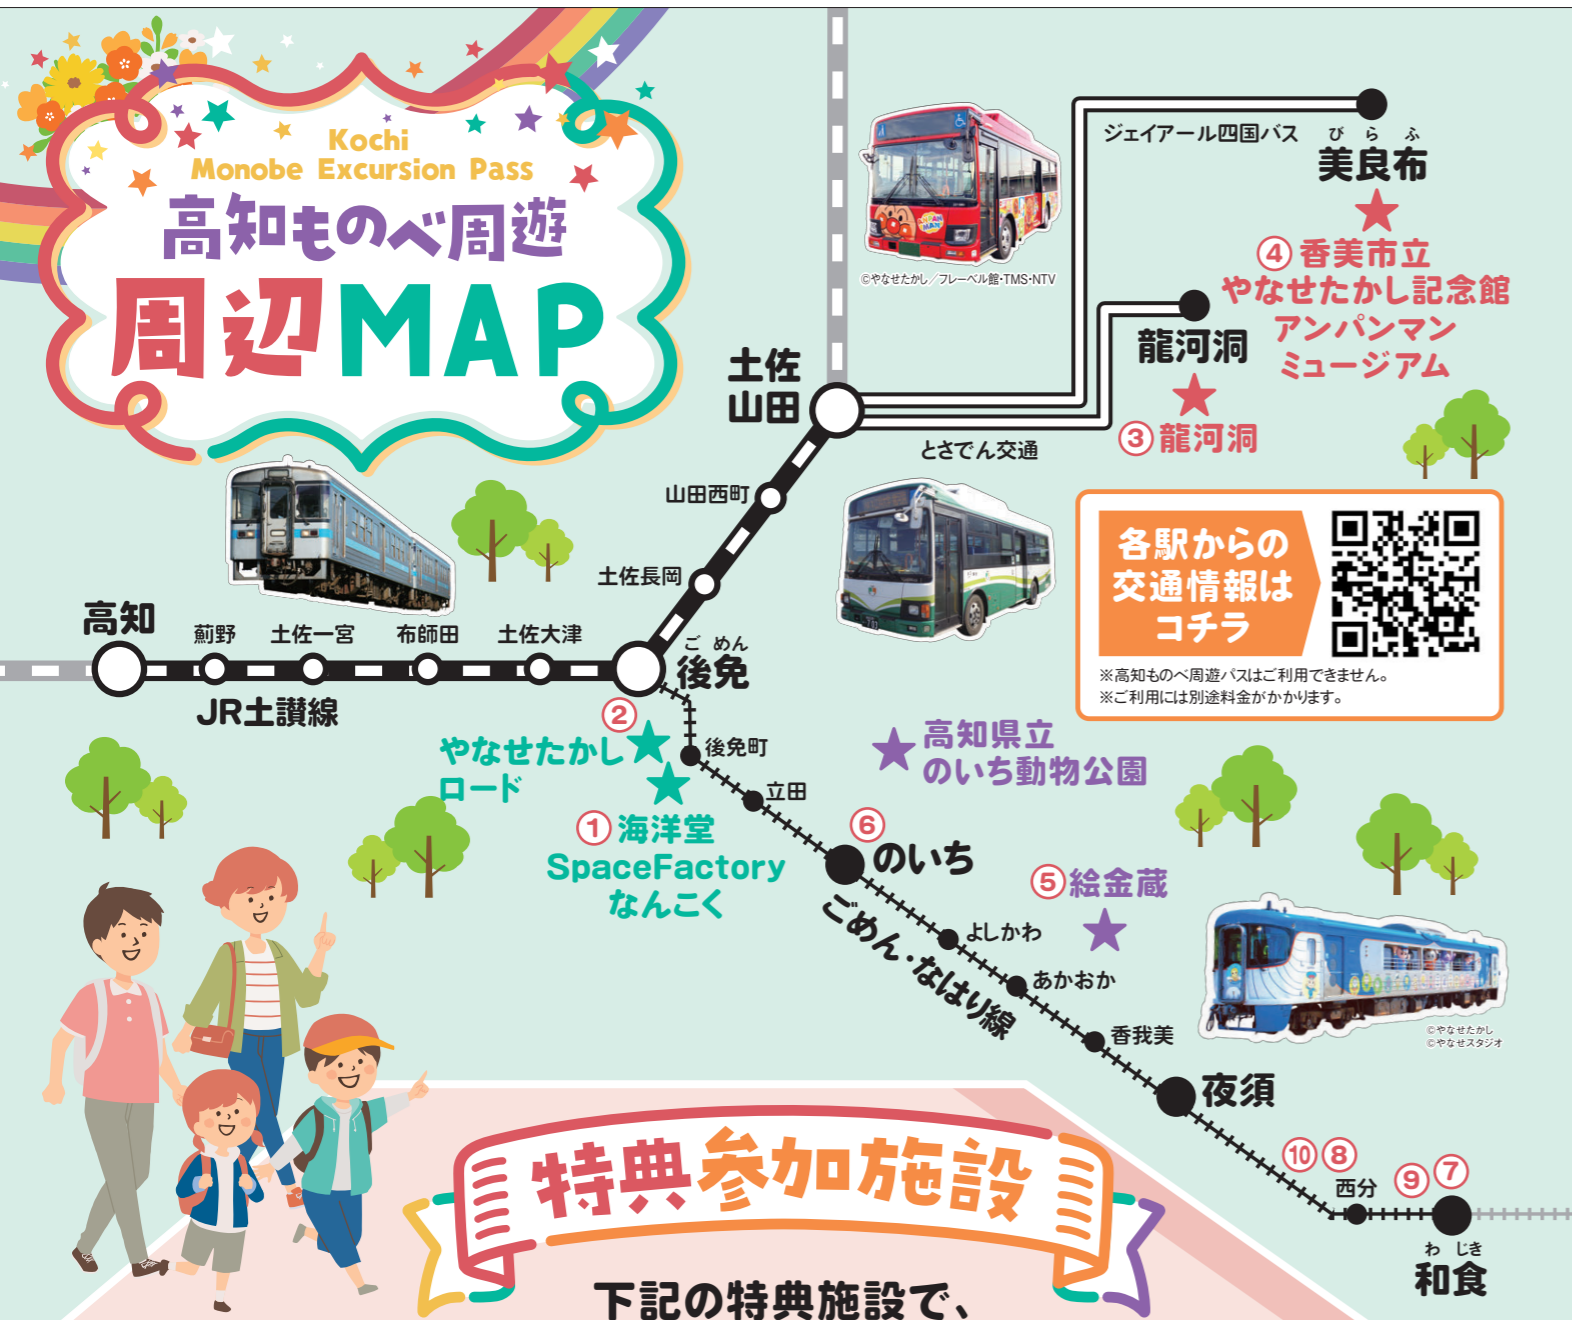 Kochi
Monobe Excursion Pass
高知ものべ周遊
周辺MAP
ジェイアール四国バス
びらふ
美良布
④香美市立
やなせたかし記念館
アンパンマン
ミュージアム
©やなせたかし／フレーベル館・TMS・NTV
龍河洞
③龍河洞
土佐
山田
とさでん交通
山田西町
土佐長岡
各駅からの
交通情報は
コチラ
※高知ものべ周遊パスはご利用できません。
※ご利用には別途料金がかかります。
高知
薊野
土佐一宮
布師田
土佐大津
ごめん
後免
JR土讃線
②
やなせたかし
ロード
後免町
立田
①海洋堂
SpaceFactory
なんこく
高知県立
のいち動物公園
⑥
のいち
⑤絵金蔵
ごめん・なはり線
よしかわ
あかおか
香我美
©やなせたかし
©やなせスタジオ
夜須
⑩⑧
西分
⑨⑦
わじき
和食
特典参加施設
下記の特典施設で、